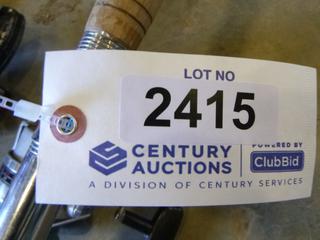 LOT NO
2415
CENTURY
AUCTIONS
POWERED BY
ClubBid
A DIVISION OF CENTURY SERVICES